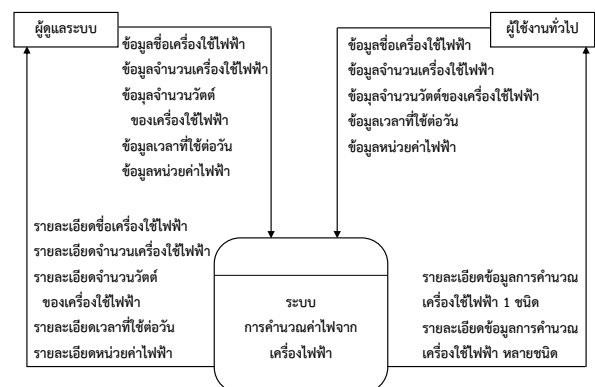 ผู้ดูแลระบบ
ผู้ใช้งานทั่วไป
ข้อมูลชื่อเครื่องใช้ไฟฟ้า
ข้อมูลจำนวนเครื่องใช้ไฟฟ้า
ข้อมุลจำนวนวัตต์
ของเครื่องใช้ไฟฟ้า
ข้อมูลเวลาที่ใช้ต่อวัน
ข้อมูลหน่วยค่าไฟฟ้า
ข้อมูลชื่อเครื่องใช้ไฟฟ้า
ข้อมูลจำนวนเครื่องใช้ไฟฟ้า
ข้อมุลจำนวนวัตต์ของเครื่องใช้ไฟฟ้า
ข้อมูลเวลาที่ใช้ต่อวัน
ข้อมูลหน่วยค่าไฟฟ้า
รายละเอียดชื่อเครื่องใช้ไฟฟ้า
รายละเอียดจำนวนเครื่องใช้ไฟฟ้า
รายละเอียดจำนวนวัตต์
ของเครื่องใช้ไฟฟ้า
รายละเอียดเวลาที่ใช้ต่อวัน
รายละเอียดหน่วยค่าไฟฟ้า
ระบบ
การคำนวณค่าไฟจาก
เครื่องไฟฟ้า
รายละเอียดข้อมูลการคำนวณ
เครื่องใช้ไฟฟ้า 1 ชนิด
รายละเอียดข้อมูลการคำนวณ
เครื่องใช้ไฟฟ้า หลายชนิด